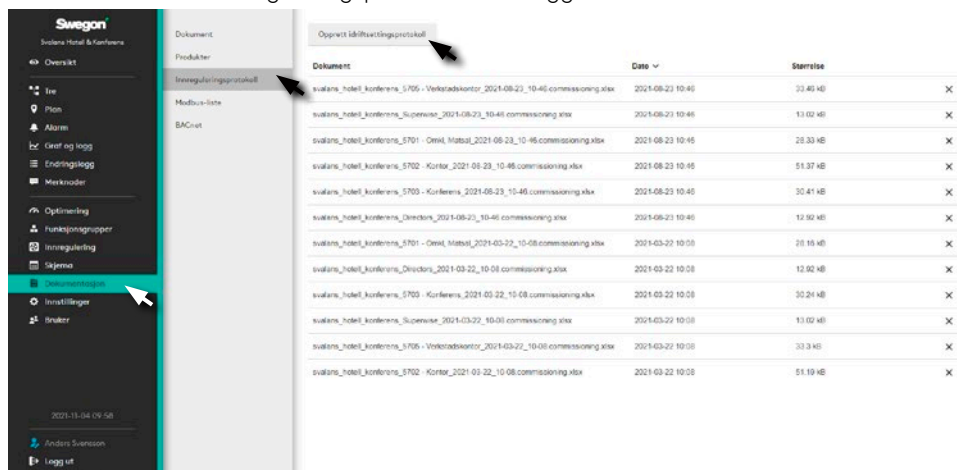 Swegon
Svalans Hotell & Konferens
Oversikt
Tre
Plan
Alarm
Graf og logg
Endringslogg
Merknader
Optimering
Funksjonsgrupper
Innregulering
Skjema
Dokumentasjon
Innstillinger
Bruker
2021-11-04 09:58
Anders Svensson
Logg ut
Dokument
Produkter
Innreguleringsprotokoll
Modbus-liste
BACnet
Opprett idriftsettingsprotokoll
Dokument Dato Størrelse
svalans_hotell_konferens_5705 - Verkstadskontor_2021-08-23_10-46.commissioning.xlsx 2021-08-23 10:46 33.46 kB
svalans_hotell_konferens_Superwise_2021-08-23_10-46.commissioning.xlsx 2021-08-23 10:46 13.02 kB
svalans_hotell_konferens_5701 - Omkl, Matsal_2021-08-23_10-46.commissioning.xlsx 2021-08-23 10:46 28.33 kB
svalans_hotell_konferens_5702 - Kontor_2021-08-23_10-46.commissioning.xlsx 2021-08-23 10:46 51.37 kB
svalans_hotell_konferens_5703 - Konferens_2021-08-23_10-46.commissioning.xlsx 2021-08-23 10:46 30.41 kB
svalans_hotell_konferens_Directors_2021-08-23_10-46.commissioning.xlsx 2021-08-23 10:46 12.92 kB
svalans_hotell_konferens_5701 - Omkl, Matsal_2021-03-22_10-08.commissioning.xlsx 2021-03-22 10:08 28.16 kB
svalans_hotell_konferens_Directors_2021-03-22_10-08.commissioning.xlsx 2021-03-22 10:08 12.92 kB
svalans_hotell_konferens_5703 - Konferens_2021-03-22_10-08.commissioning.xlsx 2021-03-22 10:08 30.24 kB
svalans_hotell_konferens_Superwise_2021-03-22_10-08.commissioning.xlsx 2021-03-22 10:08 13.02 kB
svalans_hotell_konferens_5705 - Verkstadskontor_2021-03-22_10-08.commissioning.xlsx 2021-03-22 10:08 33.3 kB
svalans_hotell_konferens_5702 - Kontor_2021-03-22_10-08.commissioning.xlsx 2021-03-22 10:08 51.19 kB